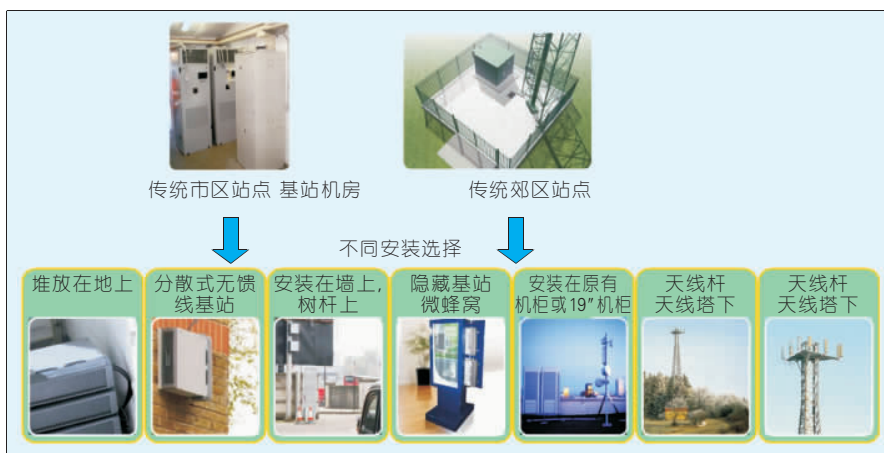 传统市区站点 基站机房
传统郊区站点
不同安装选择
堆放在地上
分散式无馈
线基站
安装在墙上,
树杆上
隐藏基站
微蜂窝
安装在原有
机柜或19″机柜
天线杆
天线塔下
天线杆
天线塔下